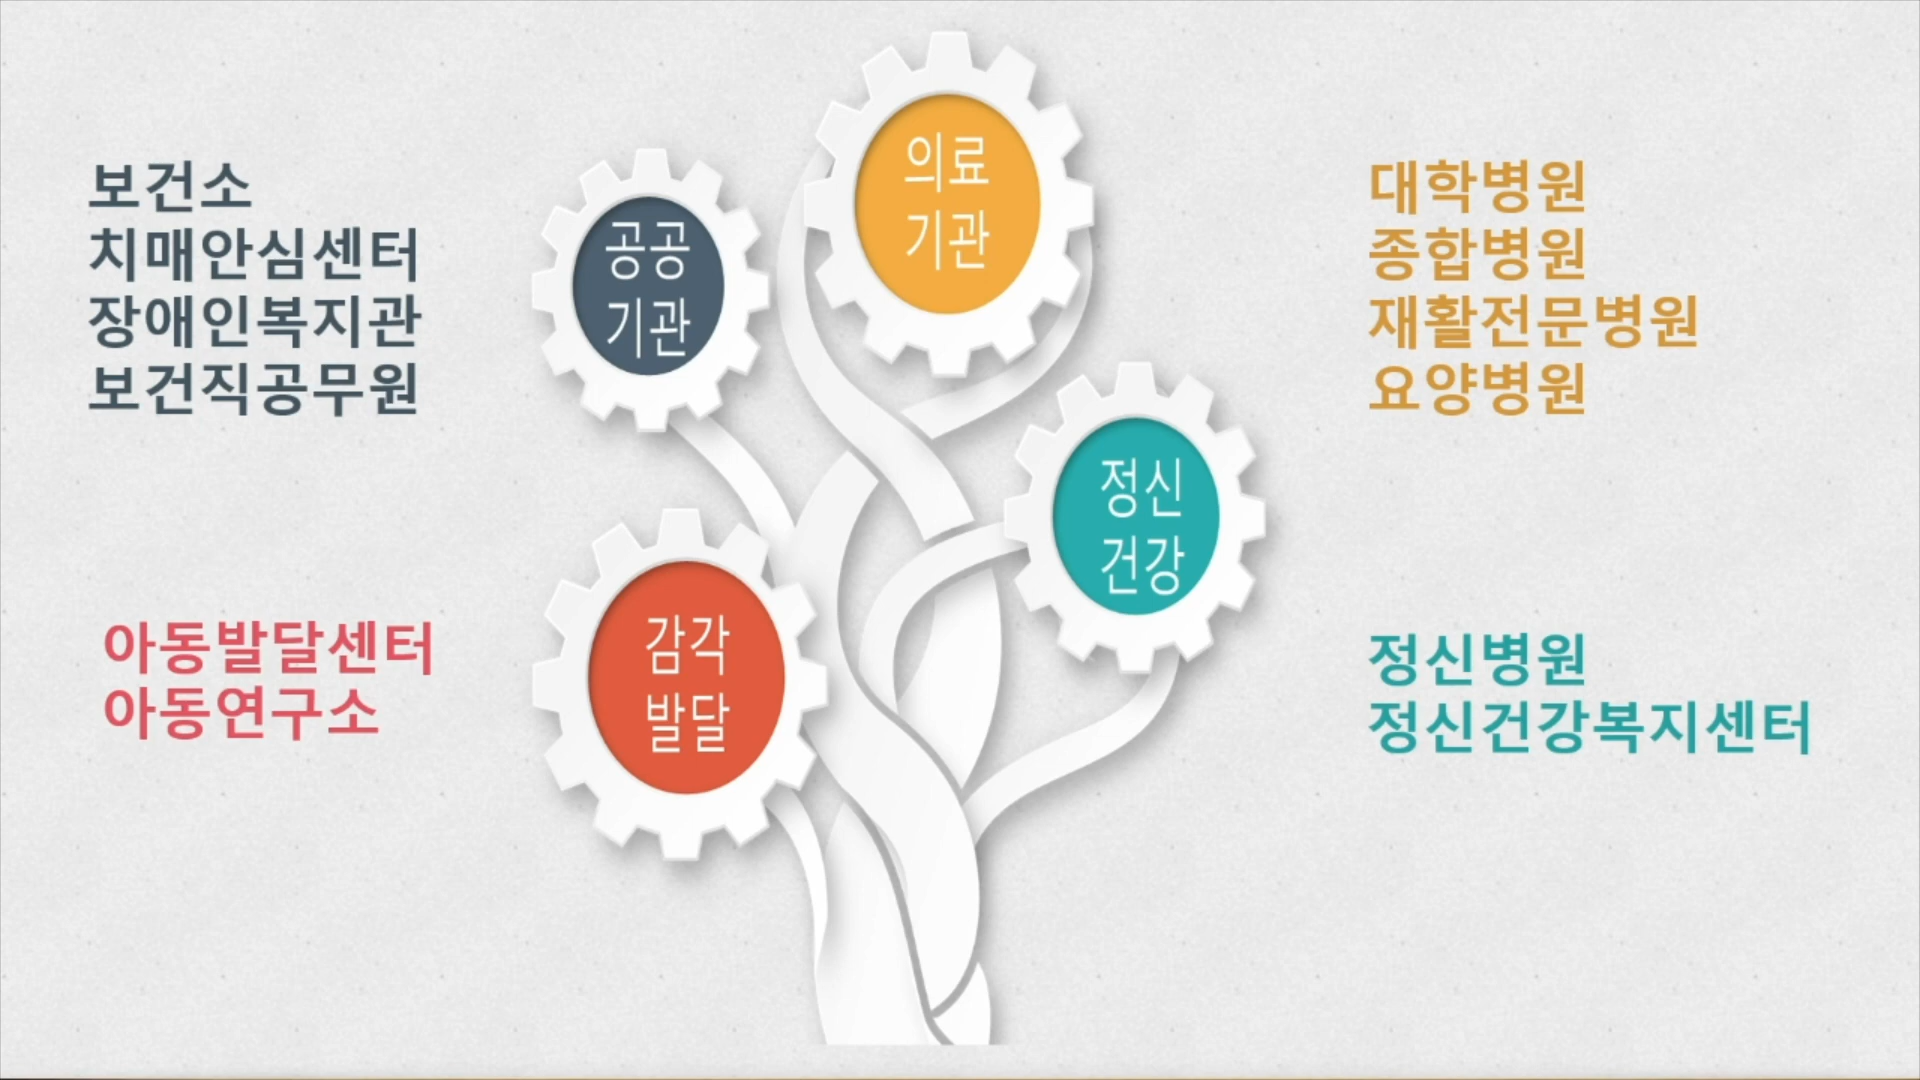 의료
기관
공공
기관
보건소
치매안심센터
장애인복지관
보건직공무원
대학병원
종합병원
재활전문병원
요양병원
정신
건강
감각
발달
아동발달센터
아동연구소
정신병원
정신건강복지센터